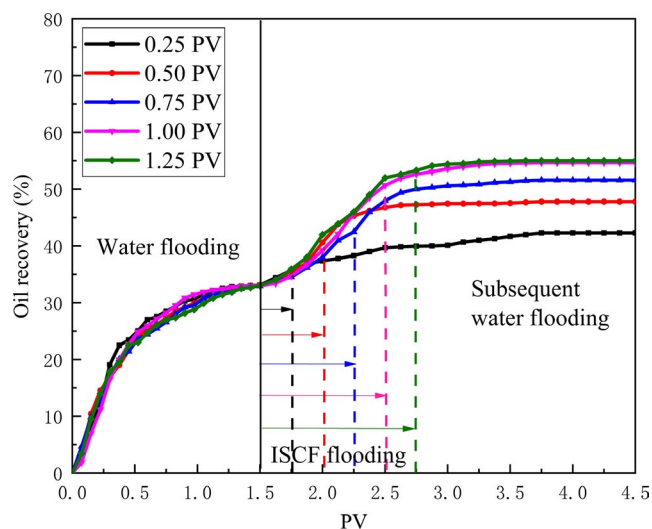 80
70
60
50
40
30
20
10
0
Oil recovery (%)
0.25 PV
0.50 PV
0.75 PV
1.00 PV
1.25 PV
Water flooding
Subsequent
water flooding
ISCF flooding
0.0 0.5 1.0 1.5 2.0 2.5 3.0 3.5 4.0 4.5
PV